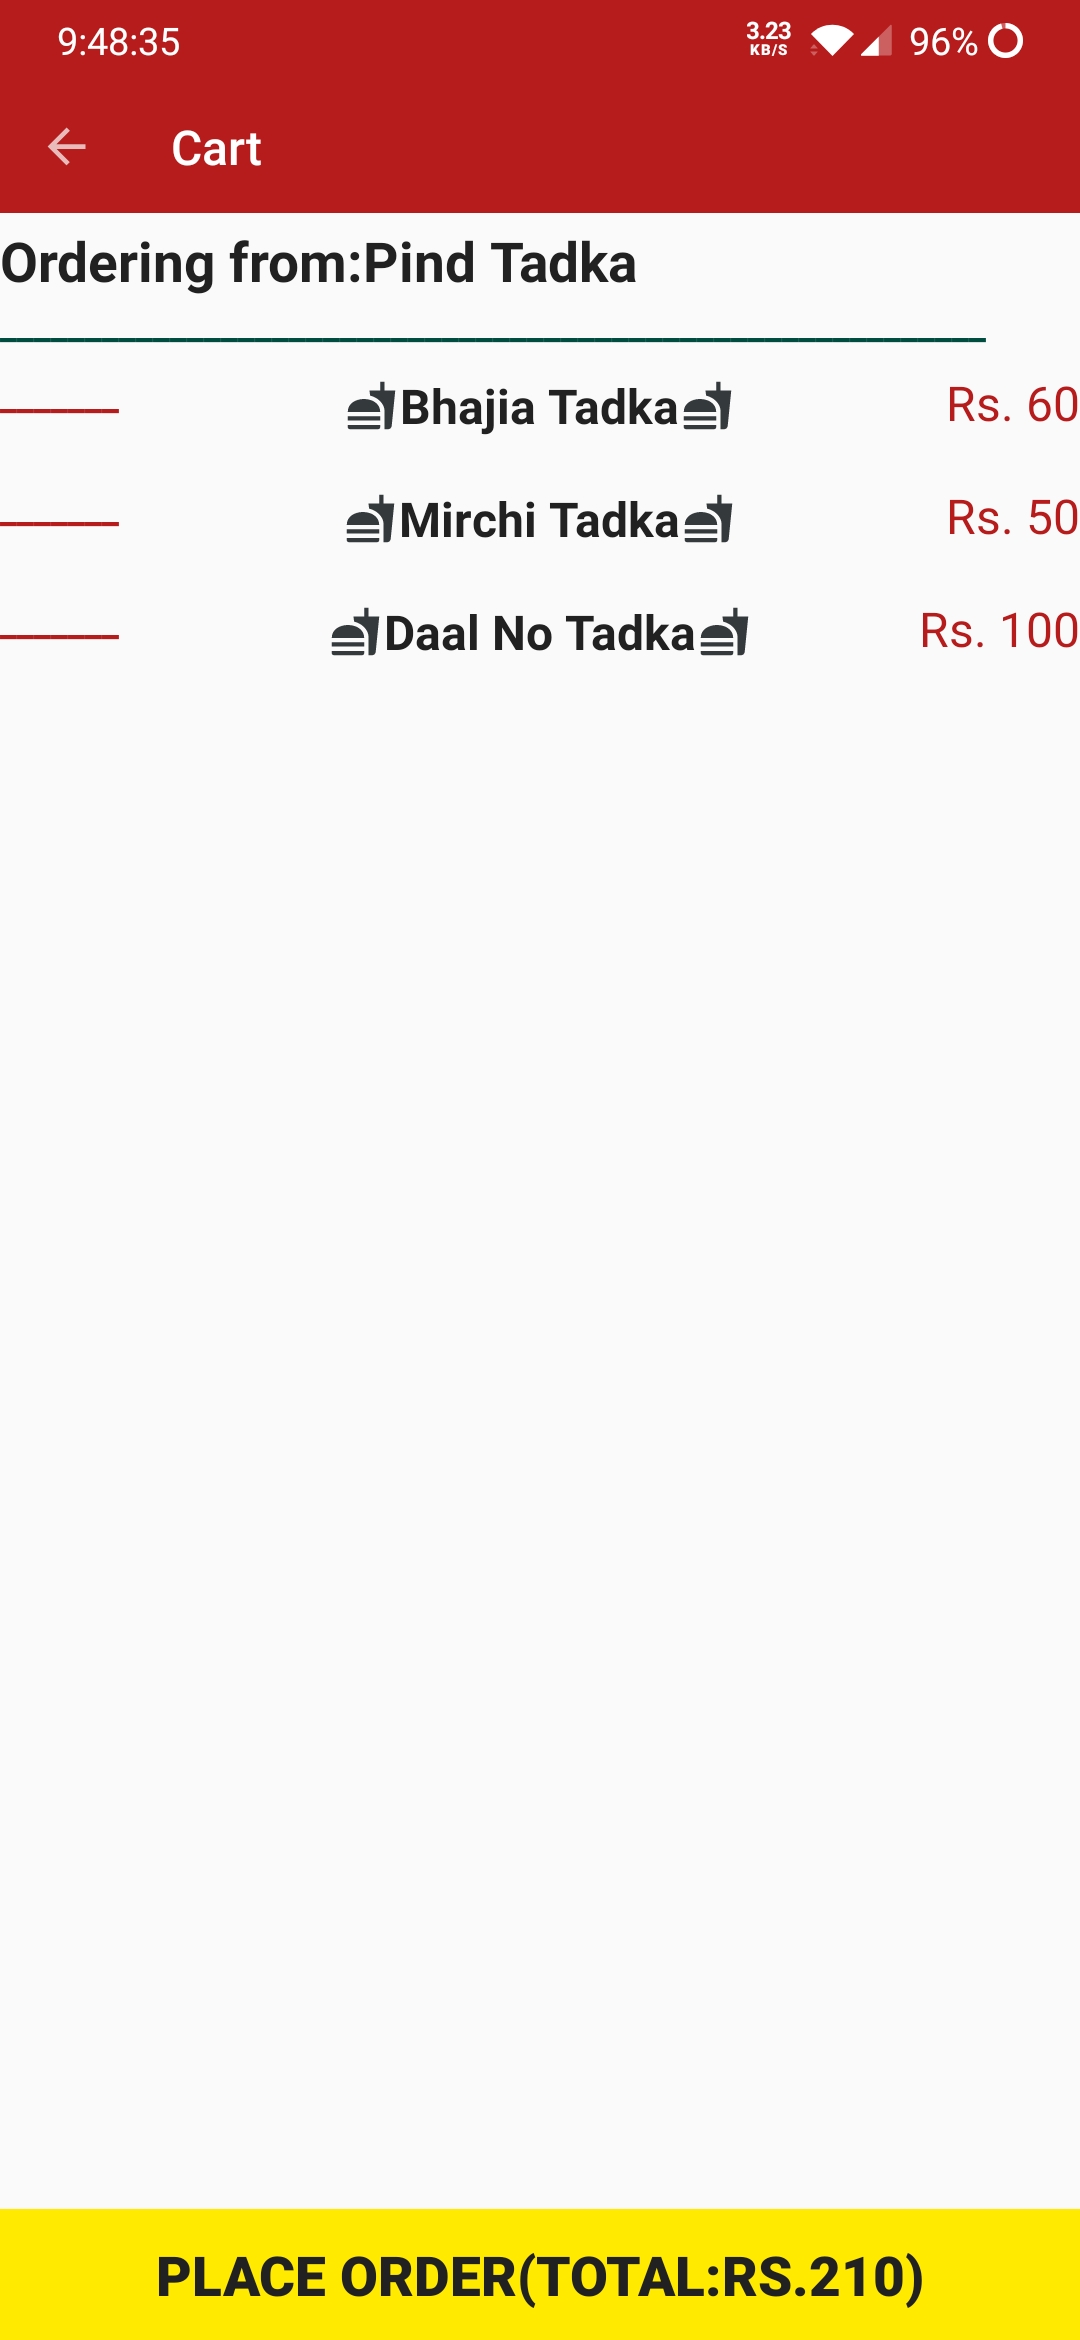 9:48:35 3.23 KB/S 96%
Cart
Ordering from:Pind Tadka
Bhajia Tadka Rs. 60
Mirchi Tadka Rs. 50
Daal No Tadka Rs. 100
PLACE ORDER(TOTAL:RS.210)